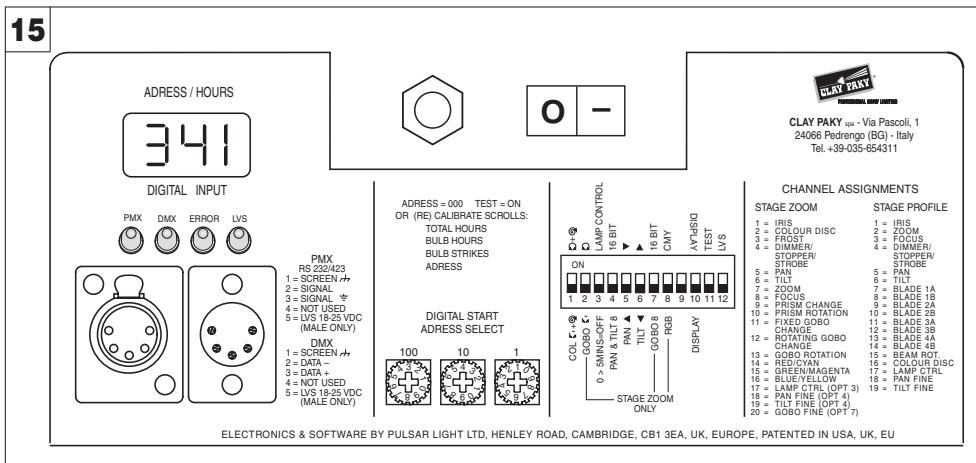 15
ADRESS / HOURS
341
DIGITAL INPUT
PMX DMX ERROR LVS
PMX
RS 232/423
1 = SCREEN
2 = SIGNAL
3 = SIGNAL
4 = NOT USED
5 = LVS 18-25 VDC
(MALE ONLY)
DMX
1 = SCREEN
2 = DATA –
3 = DATA +
4 = NOT USED
5 = LVS 18-25 VDC
(MALE ONLY)
O –
ADRESS = 000 TEST = ON
OR (RE) CALIBRATE SCROLLS:
TOTAL HOURS
BULB HOURS
BULB STRIKES
ADRESS
DIGITAL START
ADRESS SELECT
100 10 1
LAMP CONTROL
16 BIT
16 BIT
CMY
DISPLAY
TEST
LVS
ON
1 2 3 4 5 6 7 8 9 10 11 12
COL
GOBO
0 > 5MINS=OFF
PAN & TILT 8
PAN
TILT
GOBO 8
RGB
DISPLAY
STAGE ZOOM
ONLY
CLAY PAKY
PROFESSIONAL SHOW LIGHTING
CLAY PAKY spa - Via Pascoli, 1
24066 Pedrengo (BG) - Italy
Tel. +39-035-654311
CHANNEL ASSIGNMENTS
STAGE ZOOM
1 = IRIS
2 = COLOUR DISC
3 = FROST
4 = DIMMER/
STOPPER/
STROBE
5 = PAN
6 = TILT
7 = ZOOM
8 = FOCUS
9 = PRISM CHANGE
10 = PRISM ROTATION
11 = FIXED GOBO
CHANGE
12 = ROTATING GOBO
CHANGE
13 = GOBO ROTATION
14 = RED/CYAN
15 = GREEN/MAGENTA
16 = BLUE/YELLOW
17 = LAMP CTRL (OPT 3)
18 = PAN FINE (OPT 4)
19 = TILT FINE (OPT 4)
20 = GOBO FINE (OPT 7)
STAGE PROFILE
1 = IRIS
2 = ZOOM
3 = FOCUS
4 = DIMMER/
STOPPER/
STROBE
5 = PAN
6 = TILT
7 = BLADE 1A
8 = BLADE 1B
9 = BLADE 2A
10 = BLADE 2B
11 = BLADE 3A
12 = BLADE 3B
13 = BLADE 4A
14 = BLADE 4B
15 = BEAM ROT.
16 = COLOUR DISC
17 = LAMP CTRL
18 = PAN FINE
19 = TILT FINE
ELECTRONICS & SOFTWARE BY PULSAR LIGHT LTD, HENLEY ROAD, CAMBRIDGE, CB1 3EA, UK, EUROPE, PATENTED IN USA, UK, EU